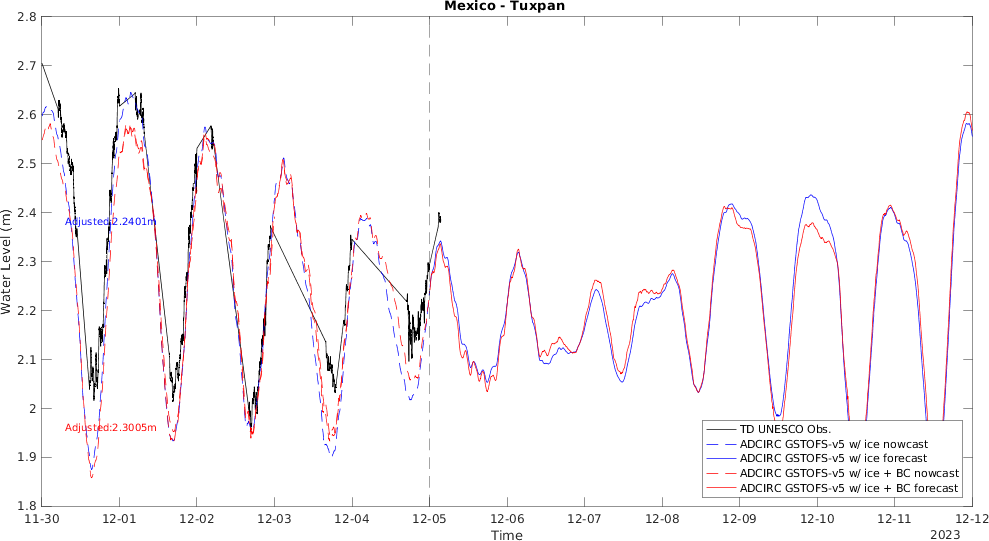 Mexico - Tuxpan
2.8
2.7
2.6
2.5
2.4
2.3
2.2
2.1
2
1.9
1.8
Water Level (m)
Adjusted:2.2401m
Adjusted:2.3005m
TD UNESCO Obs.
ADCIRC GSTOFS-v5 w/ ice nowcast
ADCIRC GSTOFS-v5 w/ ice forecast
ADCIRC GSTOFS-v5 w/ ice + BC nowcast
ADCIRC GSTOFS-v5 w/ ice + BC forecast
11-30 12-01 12-02 12-03 12-04 12-05 12-06 12-07 12-08 12-09 12-10 12-11 12-12
Time
2023